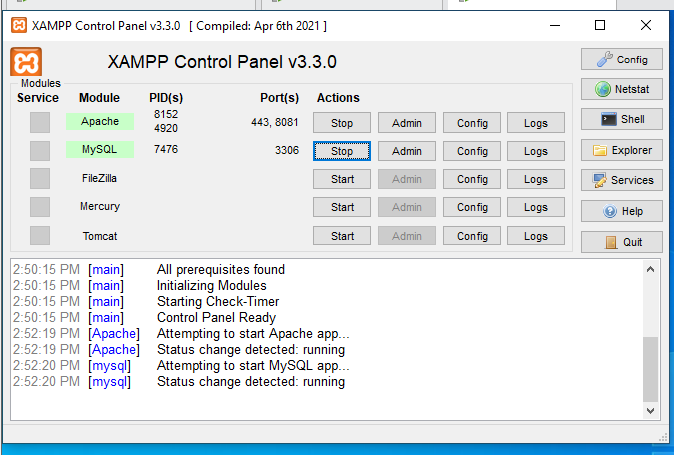 XAMPP Control Panel v3.3.0 [ Compiled: Apr 6th 2021 ]
XAMPP Control Panel v3.3.0
Config
Modules
Service Module PID(s) Port(s) Actions
Netstat
Apache 8152 4920 443, 8081 Stop Admin Config Logs
Shell
MySQL 7476 3306 Stop Admin Config Logs
Explorer
FileZilla Start Admin Config Logs
Services
Mercury Start Admin Config Logs
Help
Tomcat Start Admin Config Logs
Quit
2:50:15 PM [main] All prerequisites found
2:50:15 PM [main] Initializing Modules
2:50:15 PM [main] Starting Check-Timer
2:50:15 PM [main] Control Panel Ready
2:52:19 PM [Apache] Attempting to start Apache app...
2:52:19 PM [Apache] Status change detected: running
2:52:20 PM [mysql] Attempting to start MySQL app...
2:52:20 PM [mysql] Status change detected: running